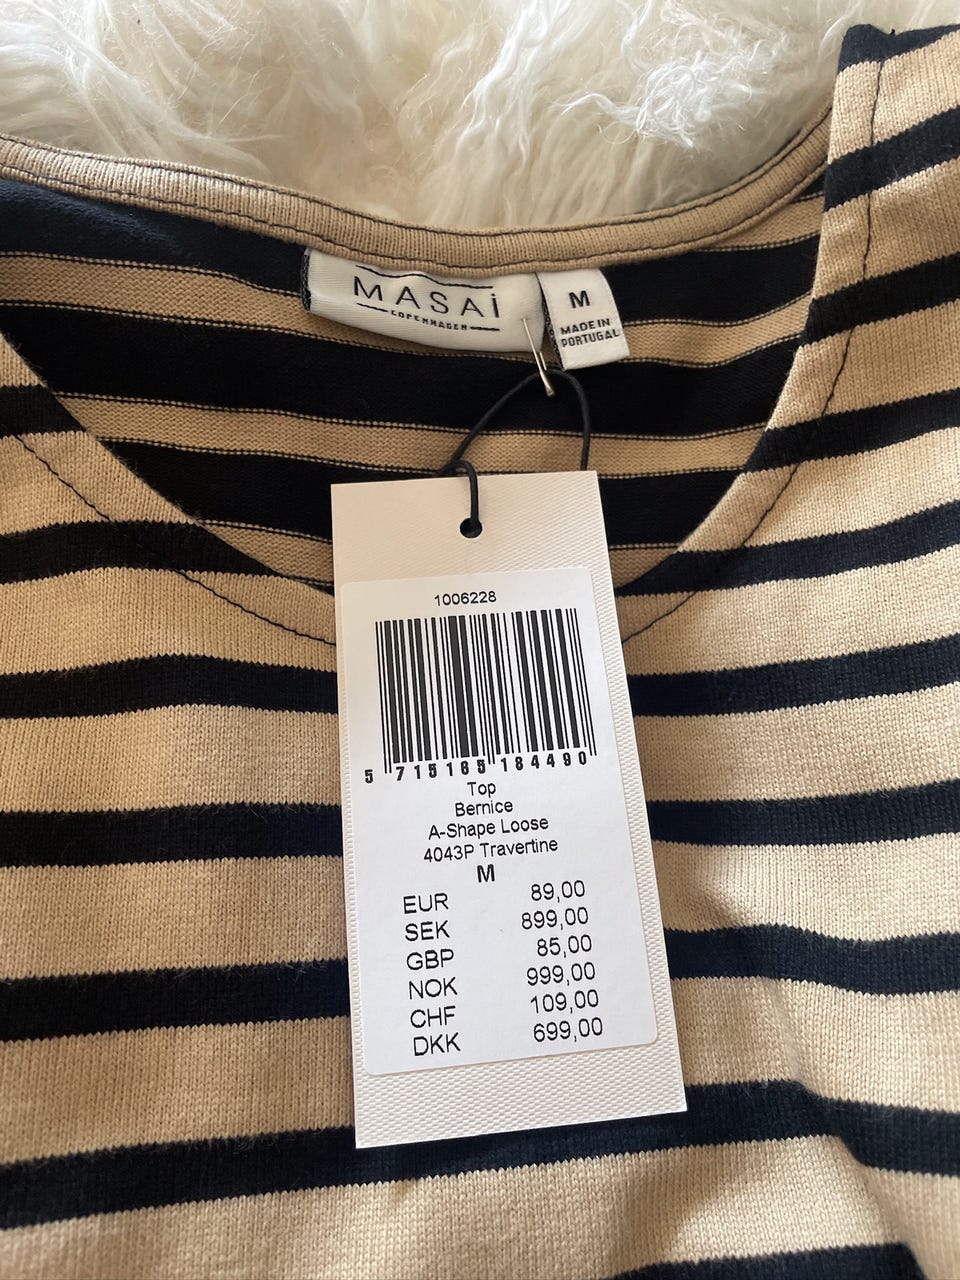 MASAi
COPENHAGEN
M
MADE IN
PORTUGAL
1006228
5 715165 184490
Top
Bernice
A-Shape Loose
4043P Travertine
M
EUR 89,00
SEK 899,00
GBP 85,00
NOK 999,00
CHF 109,00
DKK 699,00